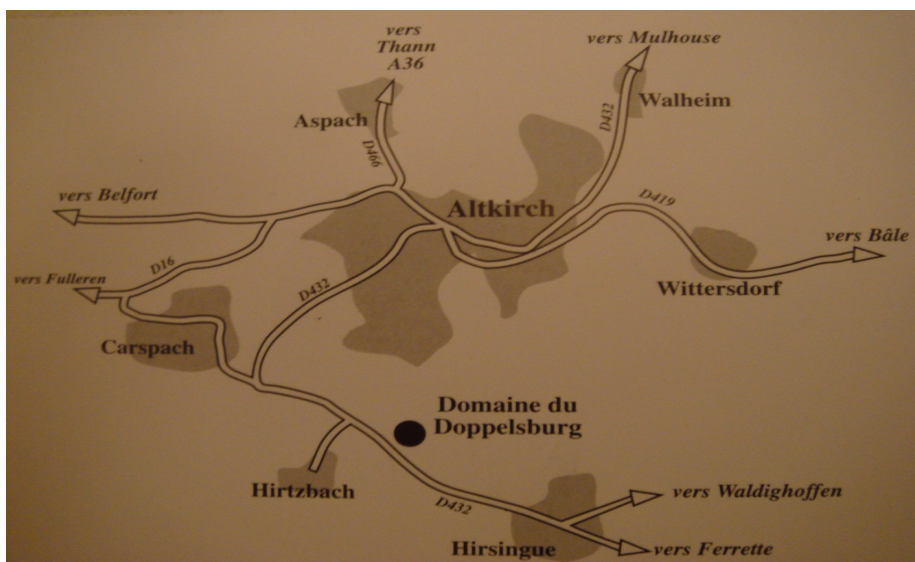 vers
Thann
A36
vers Mulhouse
Walheim
Aspach
D432
D466
vers Belfort
Altkirch
D419
vers Bâle
D16
vers Fulleren
D432
Wittersdorf
Carspach
Domaine du
Doppelsburg
Hirtzbach
D432
vers Waldighoffen
Hirsingue
vers Ferrette